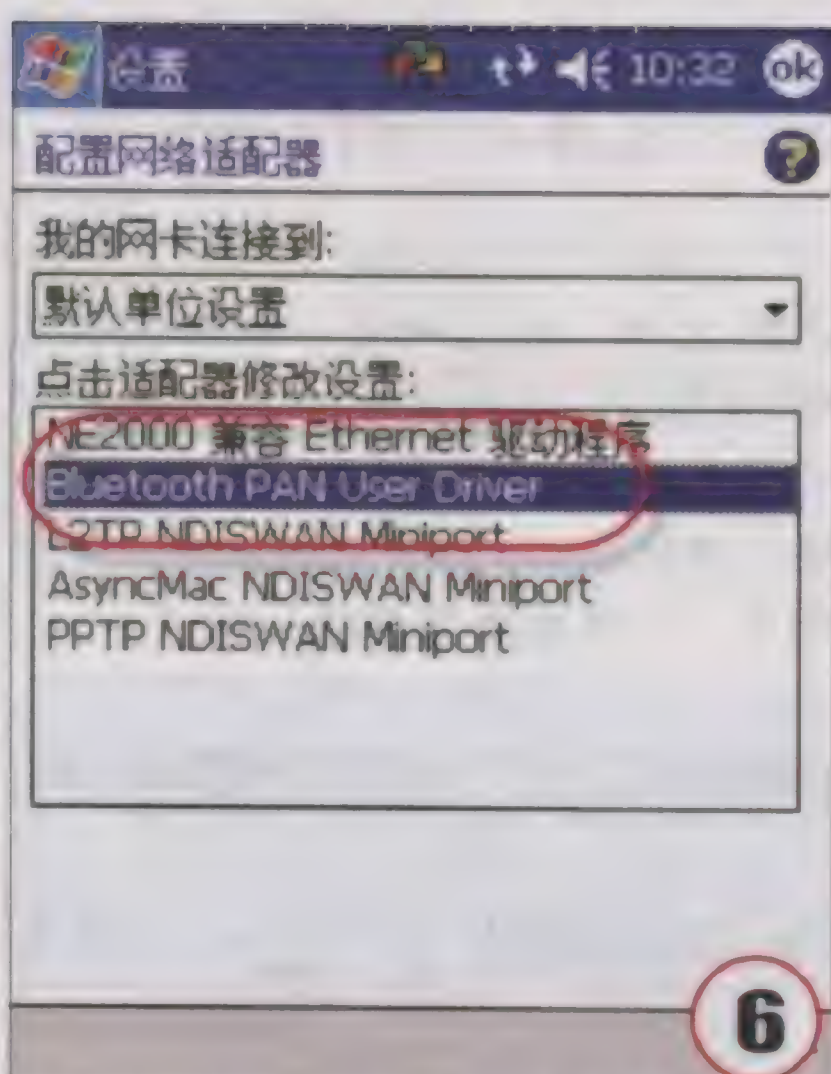 设置 10:32 ok
配置网络适配器 ?
我的网卡连接到:
默认单位设置
点击适配器修改设置:
NE2000 兼容 Ethernet 驱动程序
Bluetooth PAN User Driver
L2TP NDISWAN Miniport
AsyncMac NDISWAN Miniport
PPTP NDISWAN Miniport
6